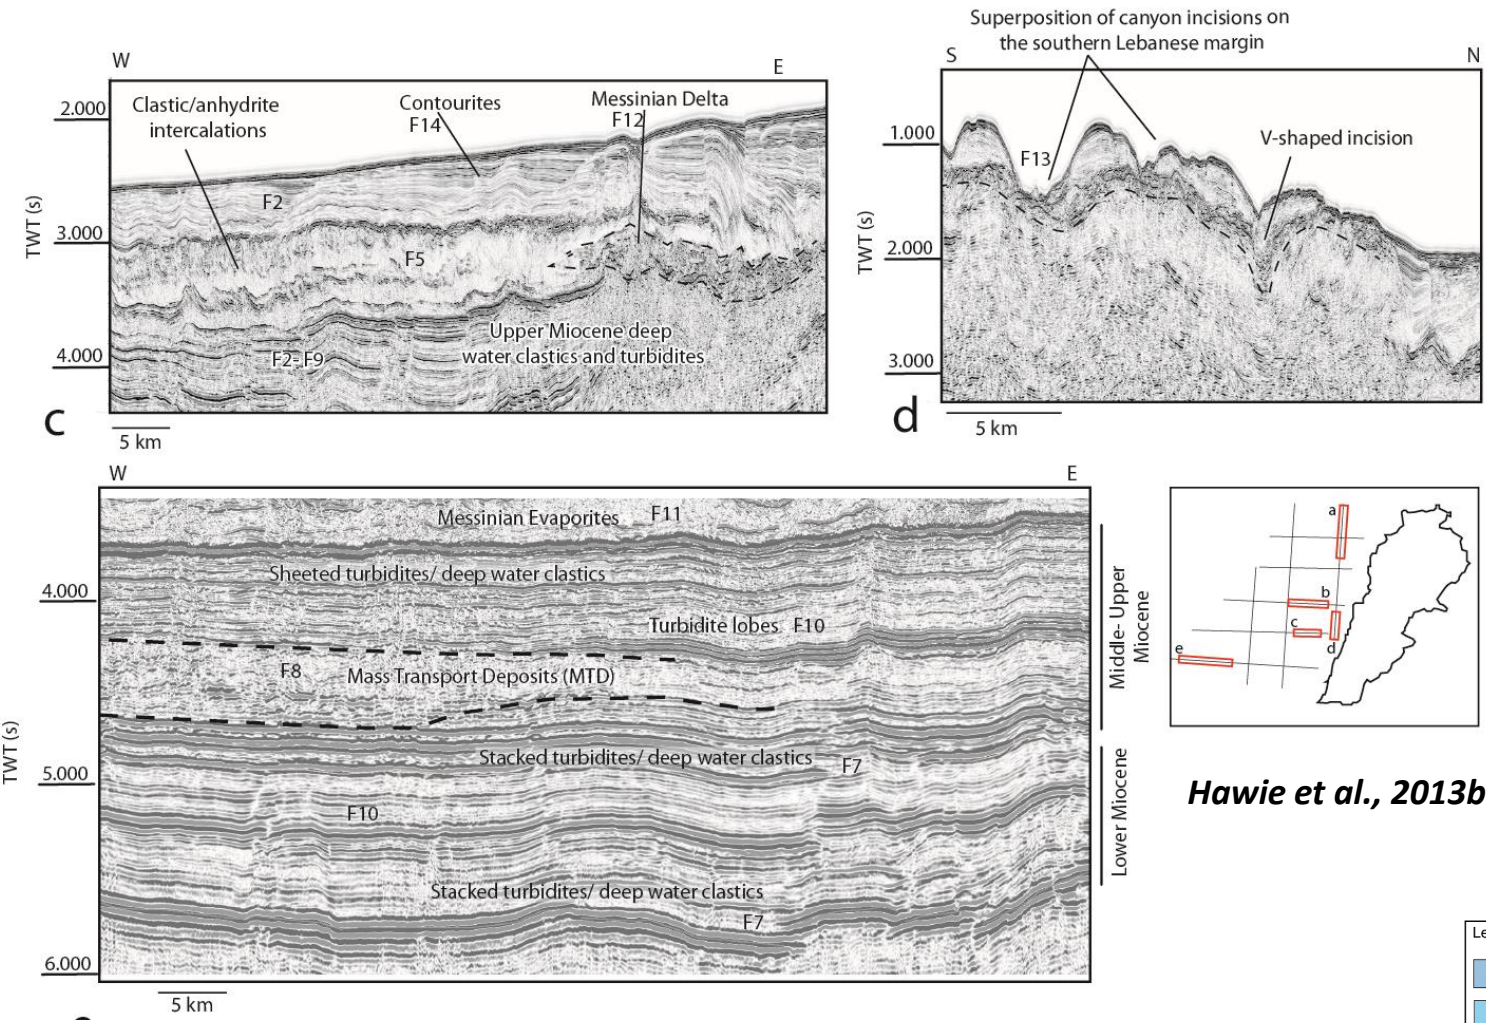 Superposition of canyon incisions on
the southern Lebanese margin
W
E
Clastic/anhydrite
intercalations
Contourites
F14
Messinian Delta
F12
2.000
3.000
4.000
TWT (s)
F2
F5
F2- F9
Upper Miocene deep
water clastics and turbidites
c
5 km
S
N
V-shaped incision
F13
1.000
2.000
3.000
TWT (s)
d
5 km
W
E
Messinian Evaporites F11
Sheeted turbidites/ deep water clastics
4.000
Turbidite lobes F10
F8
Mass Transport Deposits (MTD)
Stacked turbidites/ deep water clastics
F7
5.000
F10
Stacked turbidites/ deep water clastics
F7
6.000
TWT (s)
5 km
Middle- Upper
Miocene
Lower Miocene
a
b
c
d
e
Hawie et al., 2013b